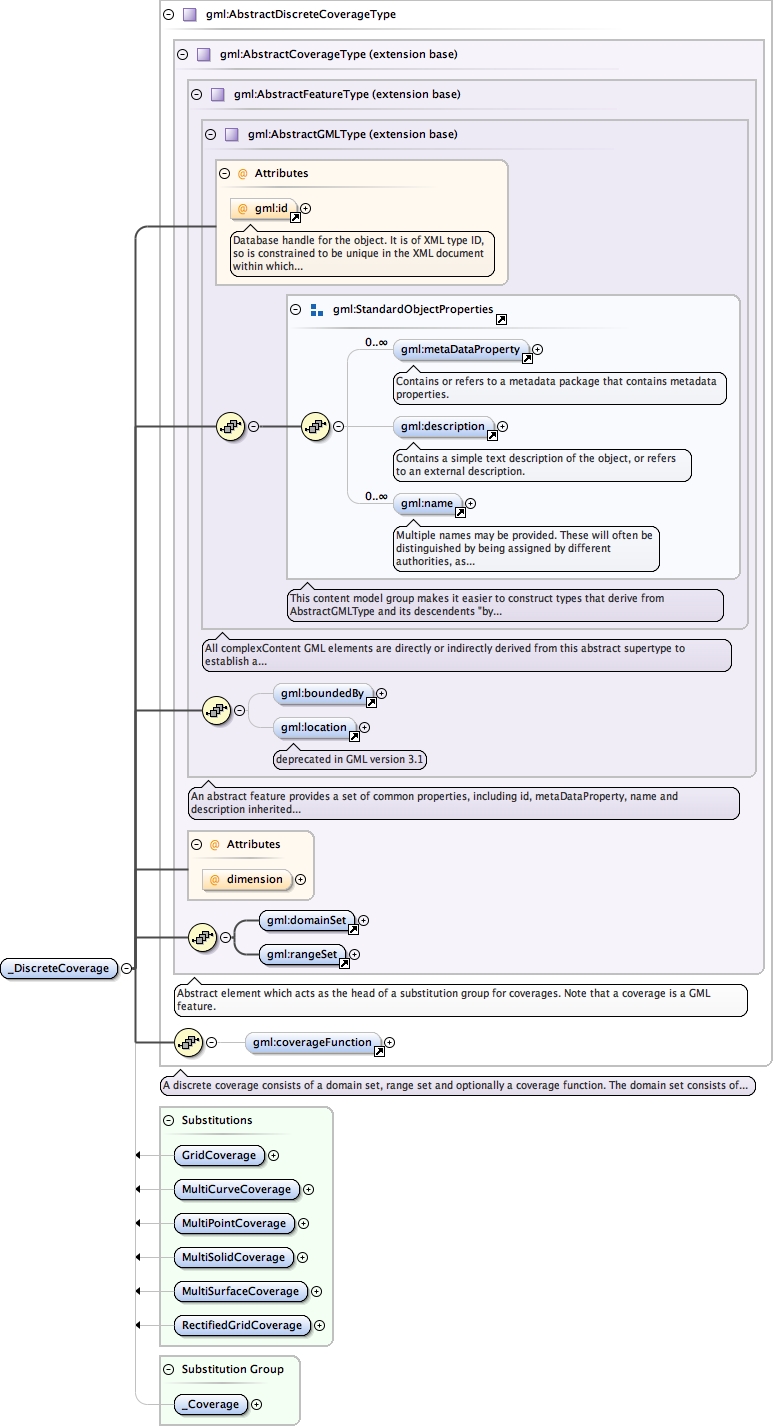 gml:AbstractDiscreteCoverageType
gml:AbstractCoverageType (extension base)
gml:AbstractFeatureType (extension base)
gml:AbstractGMLType (extension base)
@ Attributes
@ gml:id
Database handle for the object. It is of XML type ID,
so is constrained to be unique in the XML document
within which...
gml:StandardObjectProperties
0..∞
gml:metaDataProperty
Contains or refers to a metadata package that contains metadata
properties.
gml:description
Contains a simple text description of the object, or refers
to an external description.
0..∞
gml:name
Multiple names may be provided. These will often be
distinguished by being assigned by different
authorities, as...
This content model group makes it easier to construct types that derive from
AbstractGMLType and its descendents "by...
All complexContent GML elements are directly or indirectly derived from this abstract supertype to
establish a...
gml:boundedBy
gml:location
deprecated in GML version 3.1
An abstract feature provides a set of common properties, including id, metaDataProperty, name and
description inherited...
@ Attributes
@ dimension
gml:domainSet
gml:rangeSet
_DiscreteCoverage
Abstract element which acts as the head of a substitution group for coverages. Note that a coverage is a GML
feature.
gml:coverageFunction
A discrete coverage consists of a domain set, range set and optionally a coverage function. The domain set consists of...
Substitutions
GridCoverage
MultiCurveCoverage
MultiPointCoverage
MultiSolidCoverage
MultiSurfaceCoverage
RectifiedGridCoverage
Substitution Group
_Coverage